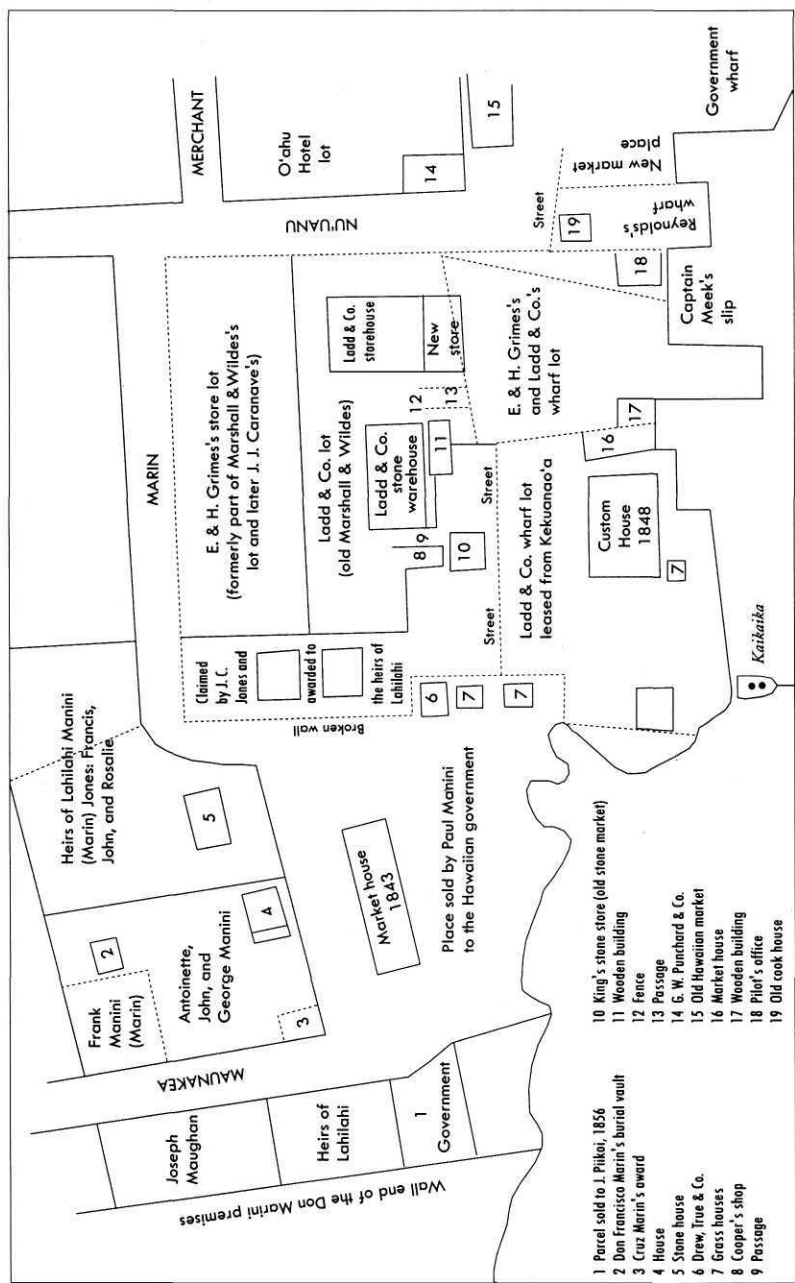 MERCHANT
O'ahu
Hotel
lot
14
15
NU'UANU
MARIN
E. & H. Grimes's store lot
(formerly part of Marshall & Wildes's
lot and later J. J. Caranave's)
Ladd & Co.
storehouse
New
store
Ladd & Co. lot
(old Marshall & Wildes)
12
13
Ladd & Co.
stone
warehouse
11
8
9
10
Street
Street
Claimed
by J. C.
Jones and
awarded to
the heirs of
Lahilahi
Broken wall
6
7
7
Heirs of Lahilahi Manini
(Marin) Jones: Francis,
John, and Rosalie
5
2
Frank
Manini
(Marin)
Antoinette,
John, and
George Manini
4
3
MAUNAKEA
Market house
1843
Place sold by Paul Manini
to the Hawaiian government
Joseph
Maughan
Heirs of
Lahilahi
1
Government
Wall end of the Don Marini premises
E. & H. Grimes's
and Ladd & Co.'s
wharf lot
Street
19
New market
place
Reynolds's
wharf
Government
wharf
18
Captain
Meek's
slip
17
16
Ladd & Co. wharf lot
leased from Kekuanao'a
Custom
House
1848
7
Kaikaika
1 Parcel sold to J. Piikoi, 1856
2 Don Francisco Marin's burial vault
3 Cruz Marin's award
4 House
5 Stone house
6 Drew, True & Co.
7 Grass houses
8 Cooper's shop
9 Passage
10 King's stone store (old stone market)
11 Wooden building
12 Fence
13 Passage
14 G. W. Punchard & Co.
15 Old Hawaiian market
16 Market house
17 Wooden building
18 Pilot's office
19 Old cook house